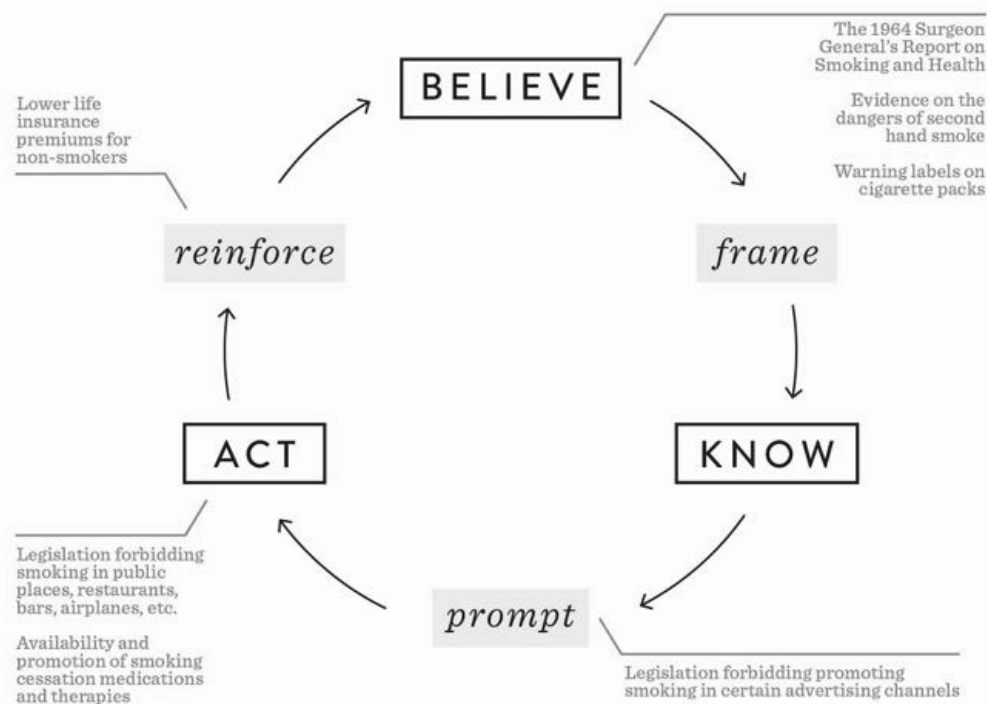 The 1964 Surgeon
General's Report on
Smoking and Health
Evidence on the
dangers of second
hand smoke
Warning labels on
cigarette packs
BELIEVE
Lower life
insurance
premiums for
non-smokers
reinforce
frame
ACT
KNOW
Legislation forbidding
smoking in public
places, restaurants,
bars, airplanes, etc.
Availability and
promotion of smoking
cessation medications
and therapies
prompt
Legislation forbidding promoting
smoking in certain advertising channels